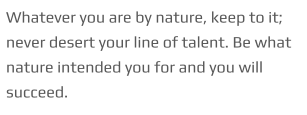 Whatever you are by nature, keep to it;
never desert your line of talent. Be what
nature intended you for and you will
succeed.